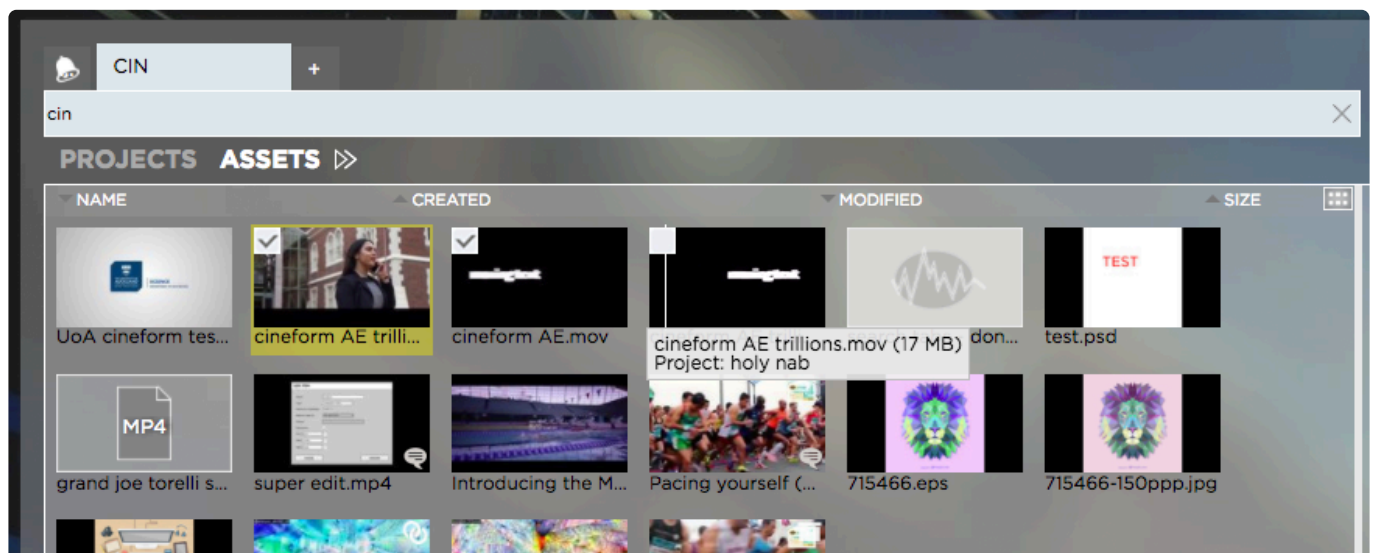 CIN
+
cin
PROJECTS ASSETS
NAME CREATED MODIFIED SIZE
TEST
UoA cineform tes... cineform AE trilli... cineform AE.mov don... test.psd
cineform AE trillions.mov (17 MB)
Project: holy nab
MP4
grand joe torelli s... super edit.mp4 Introducing the M... Pacing yourself (... 715466.eps 715466-150ppp.jpg